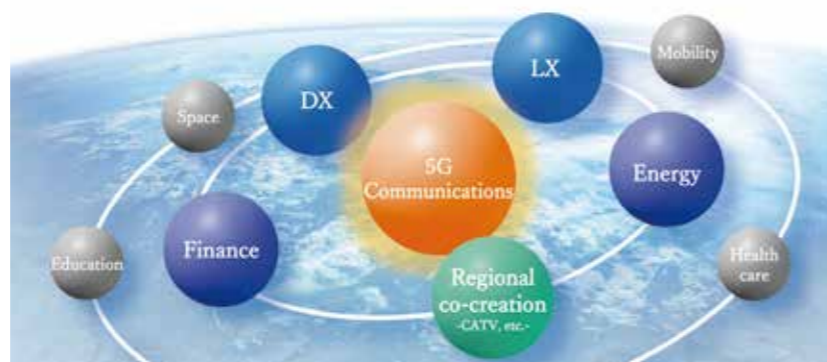 Mobility
LX
DX
Space
5G
Communications
Energy
Finance
Education
Health
care
Regional
co-creation
-CATV, etc.-